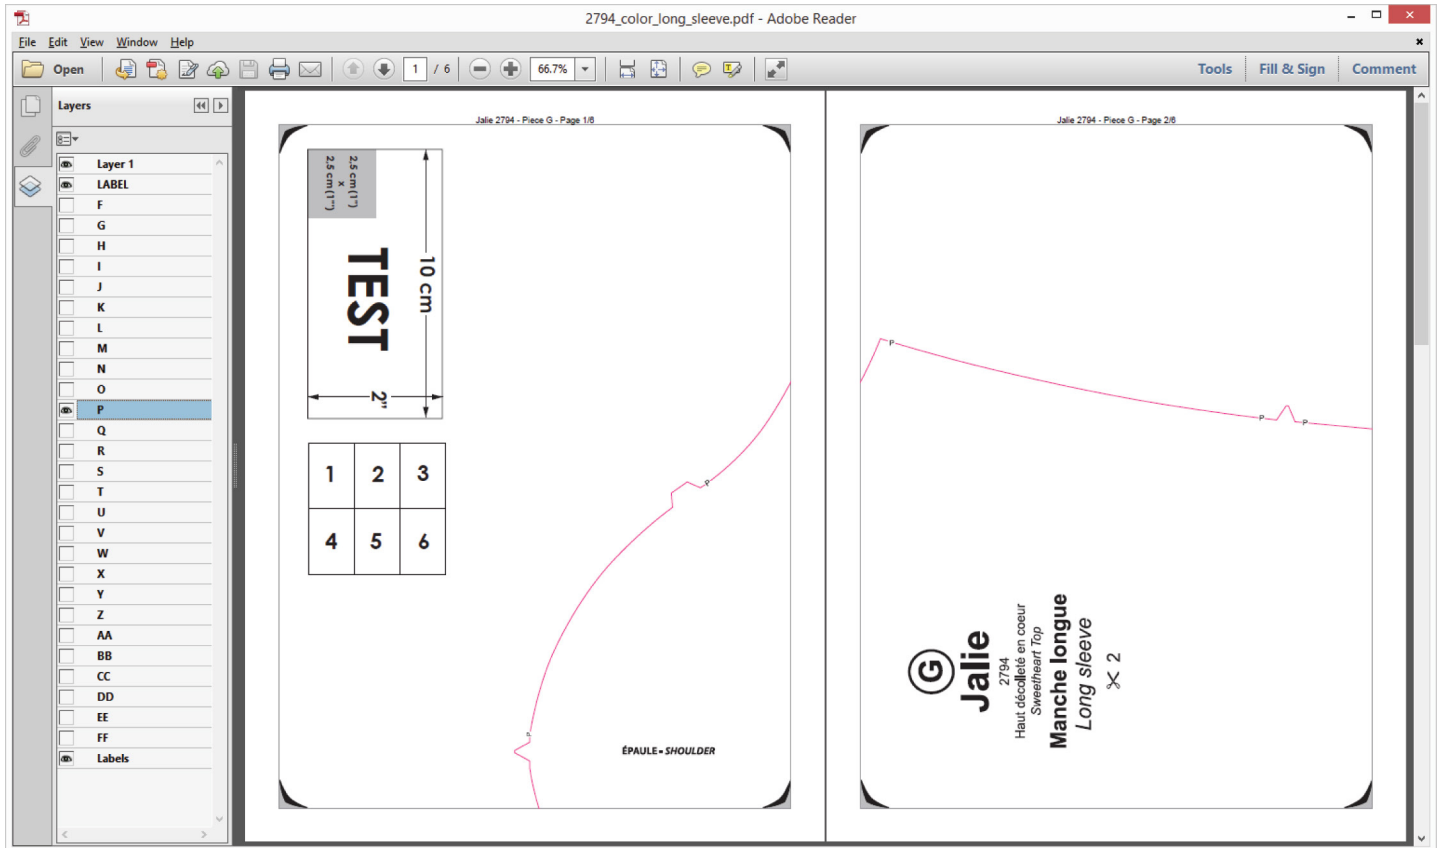 2794_color_long_sleeve.pdf - Adobe Reader
File Edit View Window Help
Open 1 / 6 66.7% Tools Fill & Sign Comment
Layers
Layer 1
LABEL
F
G
H
I
J
K
L
M
N
O
P
Q
R
S
T
U
V
W
X
Y
Z
AA
BB
CC
DD
EE
FF
Labels
Jalie 2794 - Piece G - Page 1/6
2.5 cm (1")
x
2.5 cm (1")
10 cm
TEST
2"
1 2 3
4 5 6
P
P
ÉPAULE - SHOULDER
Jalie 2794 - Piece G - Page 2/6
P
P
P
G
Jalie
2794
Haut décolleté en coeur
Sweetheart Top
Manche longue
Long sleeve
2